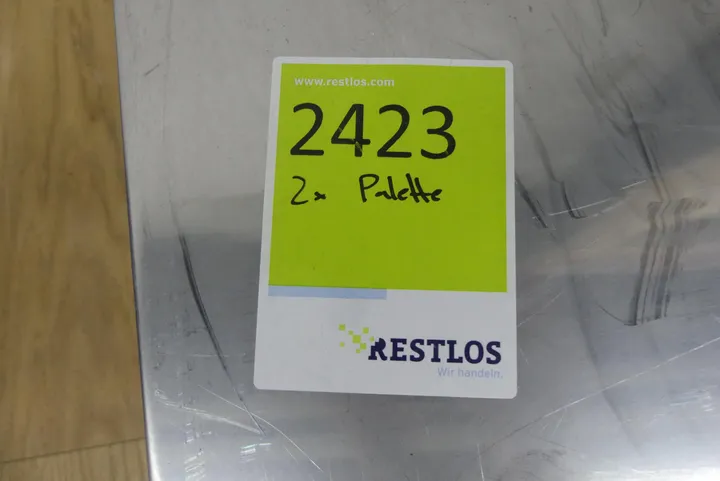 www.restlos.com
2423
2x Palette
RESTLOS
Wir handeln.